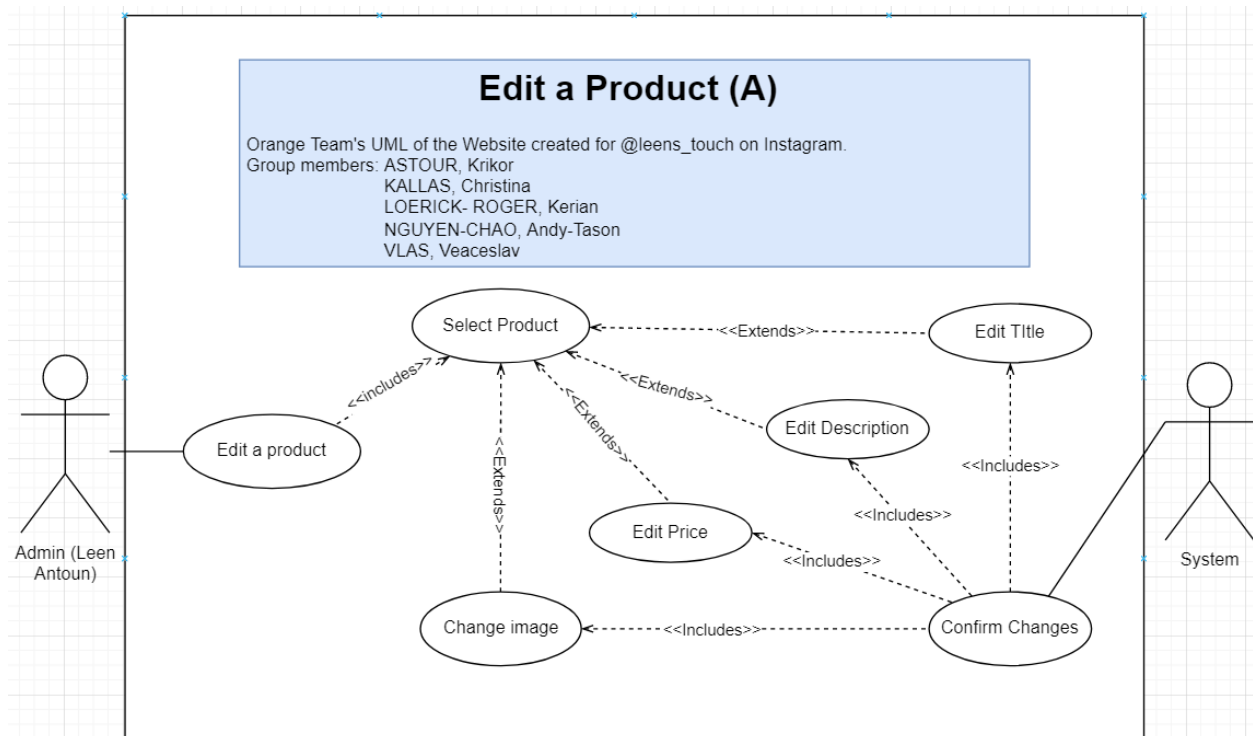 Edit a Product (A)
Orange Team's UML of the Website created for @leens_touch on Instagram.
Group members: ASTOUR, Krikor
KALLAS, Christina
LOERICK- ROGER, Kerian
NGUYEN-CHAO, Andy-Tason
VLAS, Veaceslav
Select Product
<<Extends>>
Edit TItle
<<includes>>
<<Extends>>
<<Extends>>
Edit Description
Edit a product
<<Extends>>
<<Includes>>
<<Includes>>
Edit Price
<<Includes>>
Admin (Leen
Antoun)
System
Change image
<<Includes>>
Confirm Changes